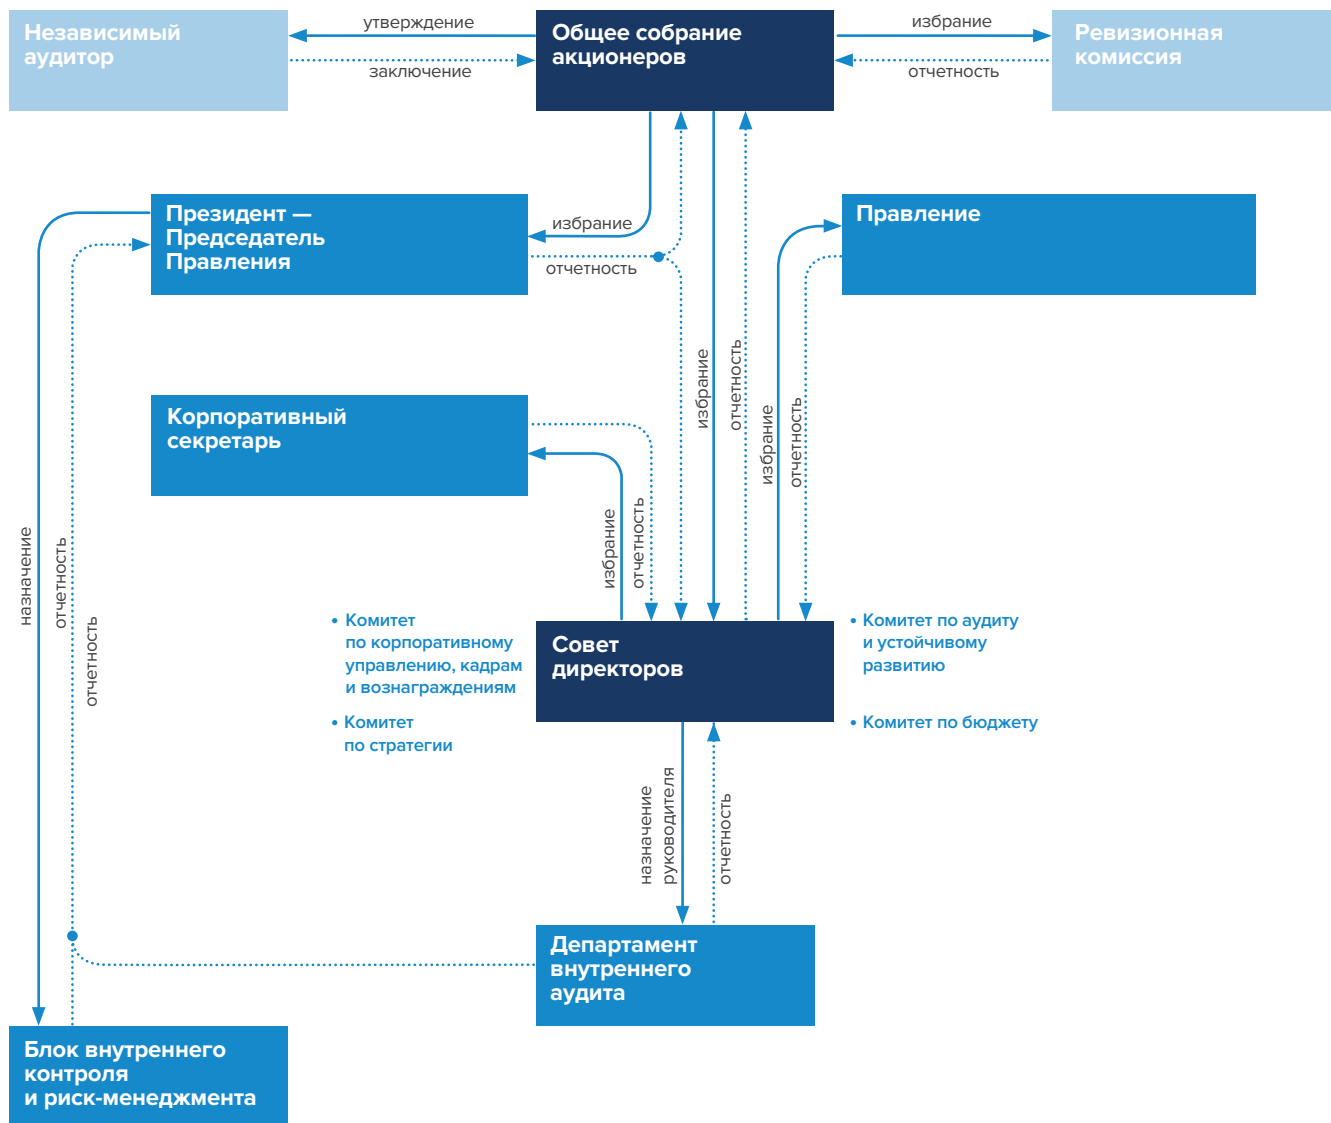 Независимый
аудитор
утверждение
заключение
Общее собрание
акционеров
избрание
отчетность
Ревизионная
комиссия
Президент —
Председатель
Правления
избрание
отчетность
Правление
избрание
отчетность
избрание
отчетность
Корпоративный
секретарь
избрание
отчетность
назначение
отчетность
отчетность
• Комитет
по корпоративному
управлению, кадрам
и вознаграждениям
• Комитет
по стратегии
Совет
директоров
• Комитет по аудиту
и устойчивому
развитию
• Комитет по бюджету
назначение
руководителя
отчетность
Департамент
внутреннего
аудита
Блок внутреннего
контроля
и риск-менеджмента